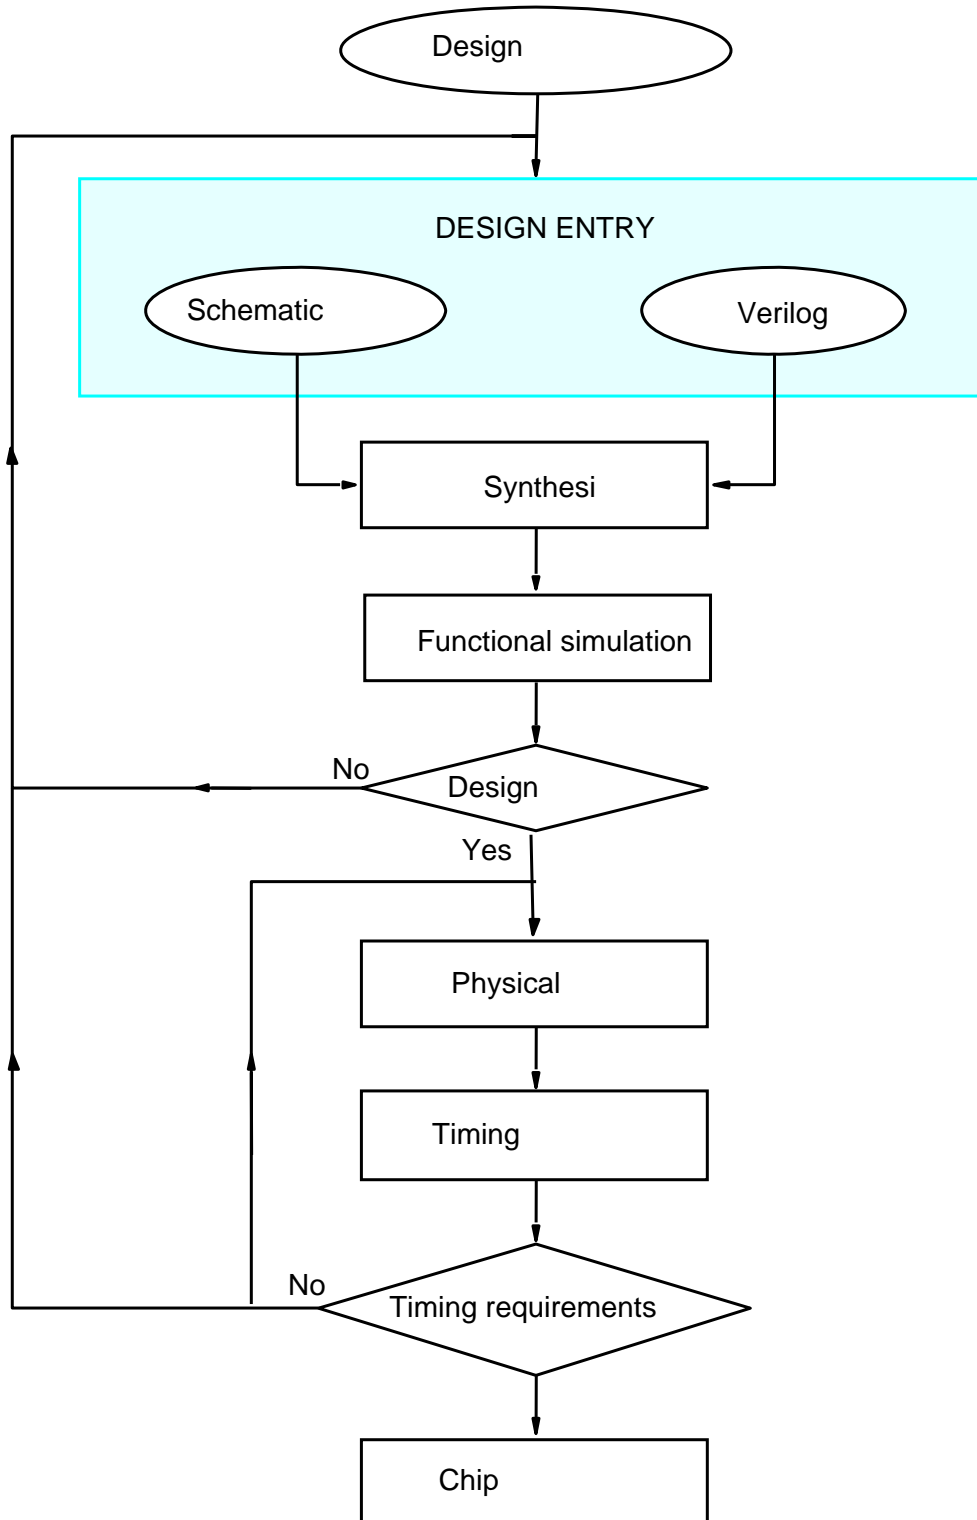 Design
DESIGN ENTRY
Schematic
Verilog
Synthesi
Functional simulation
No
Design
Yes
Physical
Timing
No
Timing requirements
Chip